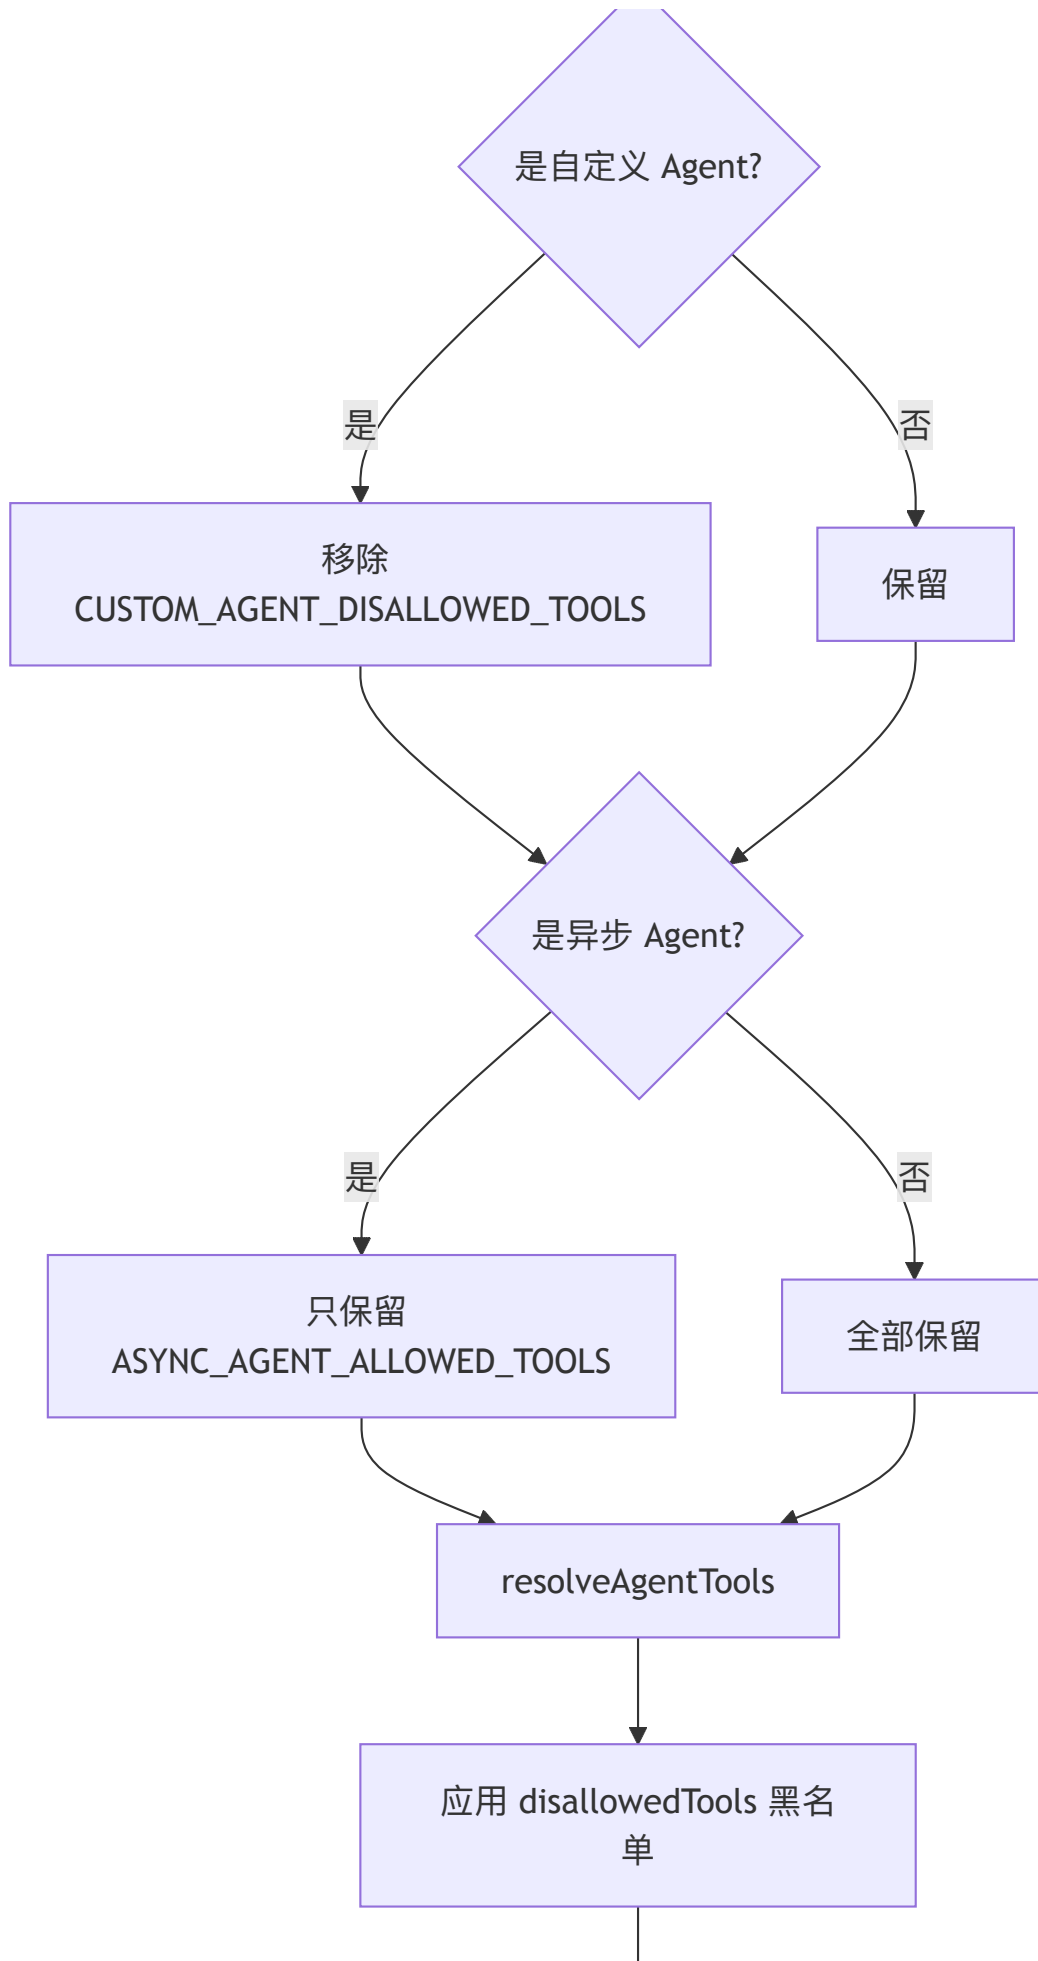 是自定义 Agent?
是
否
移除
CUSTOM_AGENT_DISALLOWED_TOOLS
保留
是异步 Agent?
是
否
只保留
ASYNC_AGENT_ALLOWED_TOOLS
全部保留
resolveAgentTools
应用 disallowedTools 黑名
单